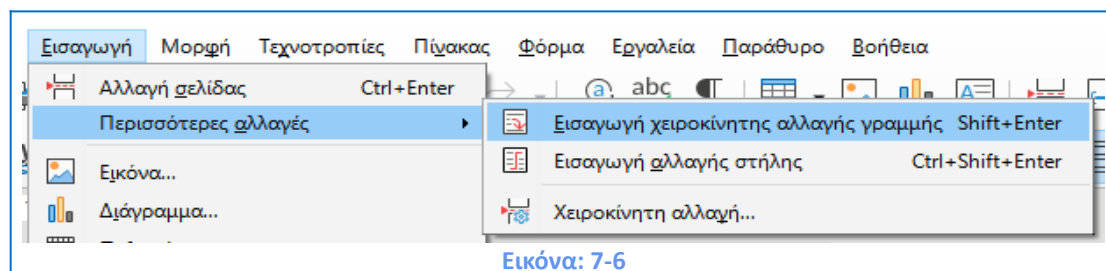 Εισαγωγή Μορφή Τεχνοτροπίες Πίνακας Φόρμα Εργαλεία Παράθυρο Βοήθεια
Αλλαγή σελίδας Ctrl+Enter
Περισσότερες αλλαγές
Εισαγωγή χειροκίνητης αλλαγής γραμμής Shift+Enter
Εισαγωγή αλλαγής στήλης Ctrl+Shift+Enter
Χειροκίνητη αλλαγή...
Εικόνα...
Διάγραμμα...
Εικόνα: 7-6